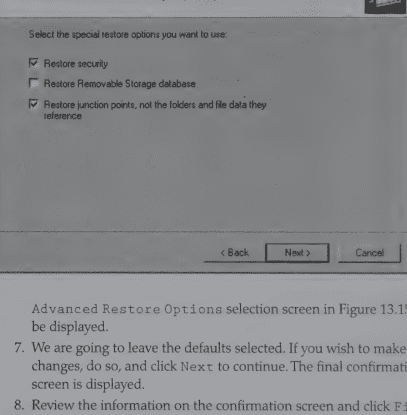 Select the special restore options you want to use:
Restore security
Restore Removable Storage database
Restore junction points, not the folders and file data they
reference
< Back Next > Cancel
Advanced Restore Options selection screen in Figure 13.15
be displayed.
7. We are going to leave the defaults selected. If you wish to make
changes, do so, and click Next to continue. The final
screen is displayed.
8. Review the information on the confirmation screen and click